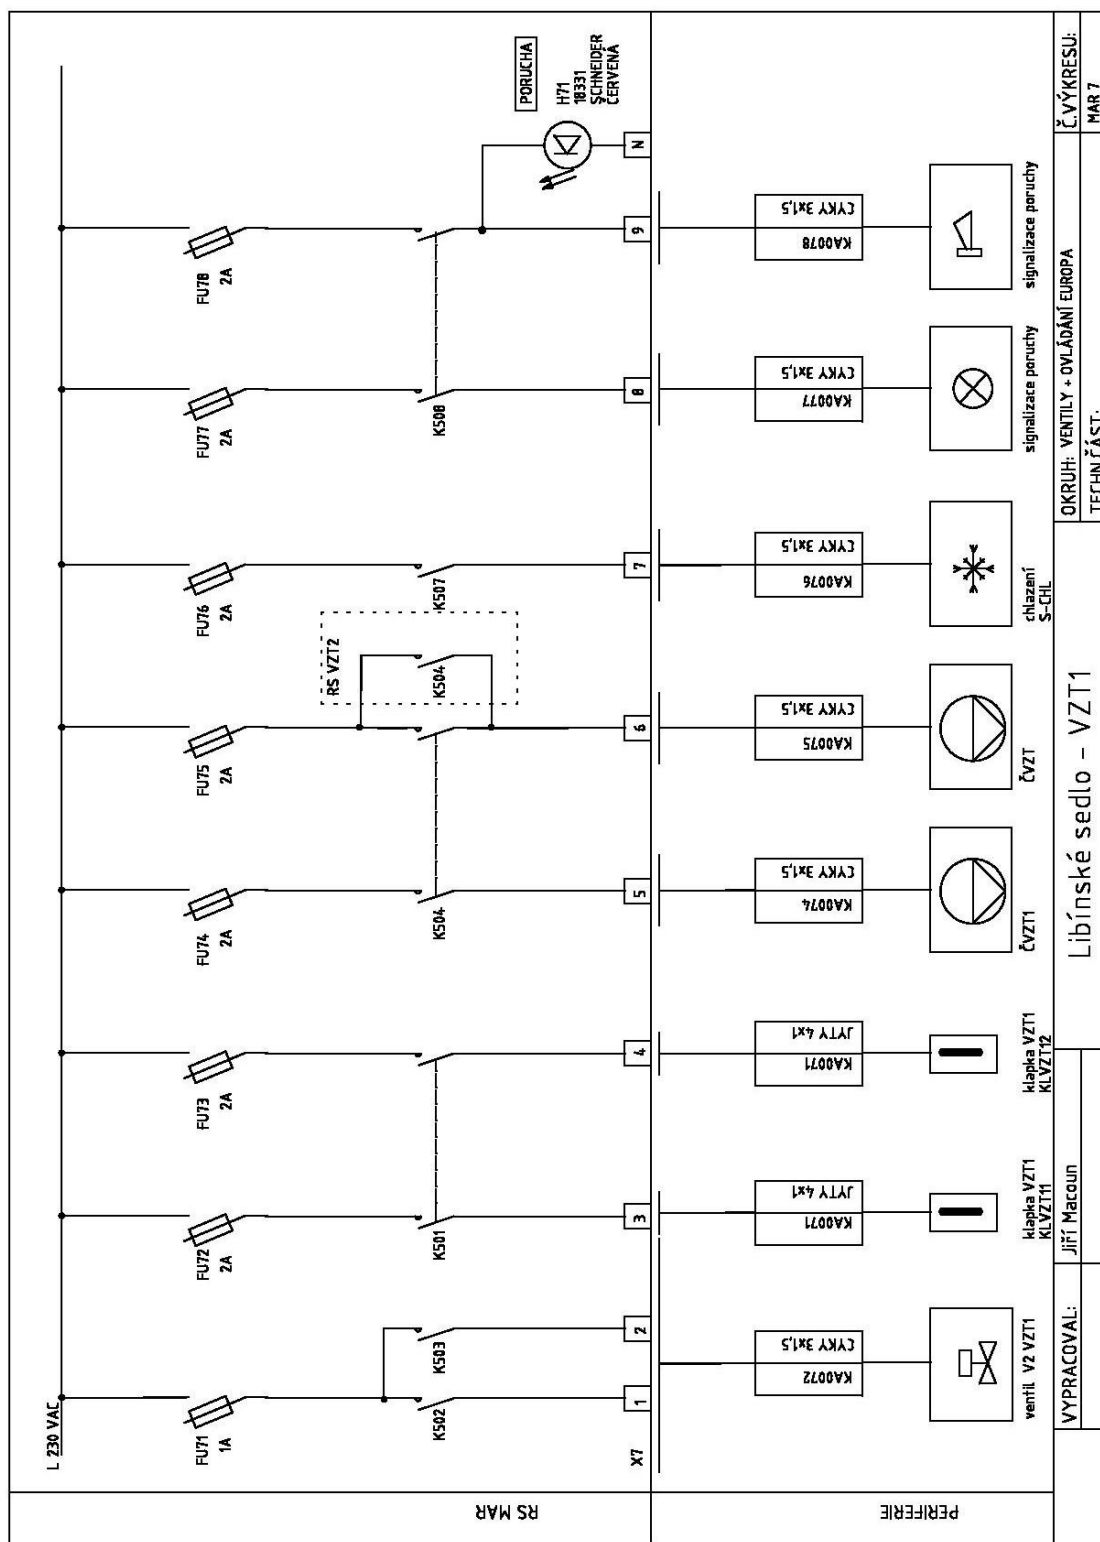 L 230 VAC
FU71
1A
FU72
2A
FU73
2A
FU74
2A
FU75
2A
FU76
2A
FU77
2A
FU78
2A
RS VZT2
K504
K502
K503
K501
K504
K507
K508
PORUCHA
H71
18331
SCHNEIDER
ČERVENÁ
RS MAR
X7
1
2
3
4
5
6
7
8
9
N
PERIFERIE
KA0072
CYKY 3x1,5
KA0071
JYTY 4x1
KA0071
JYTY 4x1
KA0074
CYKY 3x1,5
KA0075
CYKY 3x1,5
KA0076
CYKY 3x1,5
KA0077
CYKY 3x1,5
KA0078
CYKY 3x1,5
ventil V2 VZT1
klapka VZT1
KLVZT11
klapka VZT1
KLVZT12
ČVZT1
ČVZT
chlazení
S-CHL
signalizace poruchy
signalizace poruchy
VYPRACOVAL:
Jiří Macoun
Libínské sedlo - VZT1
OKRUH: VENTILY + OVLÁDÁNÍ EUROPA
TECHN.ČÁST:
Č.VÝKRESU:
MAR 7